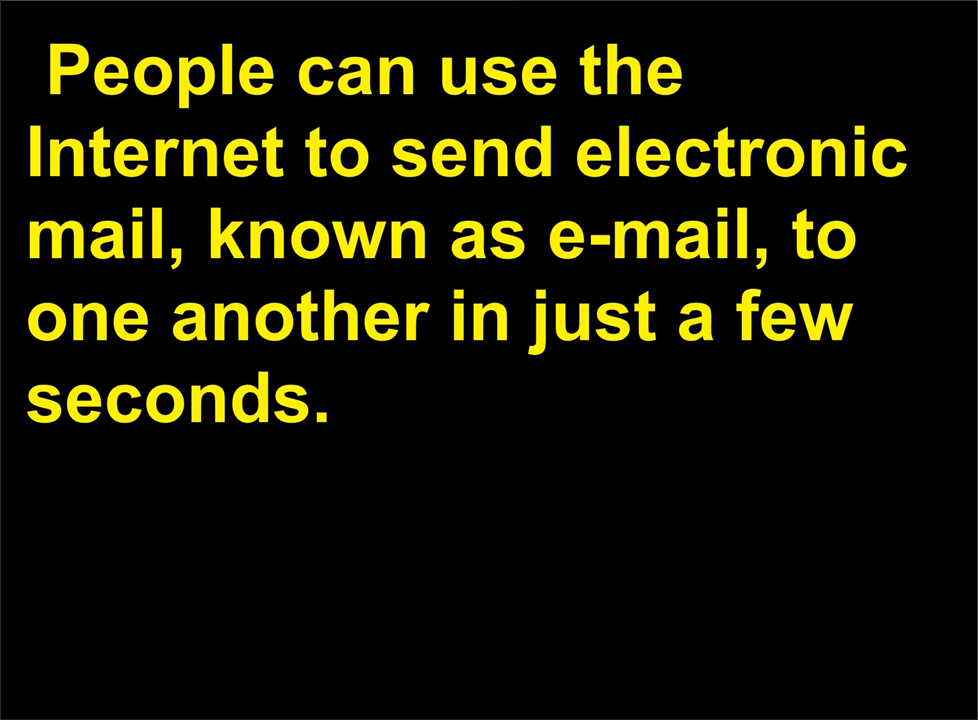 People can use the
Internet to send electronic
mail, known as e-mail, to
one another in just a few
seconds.